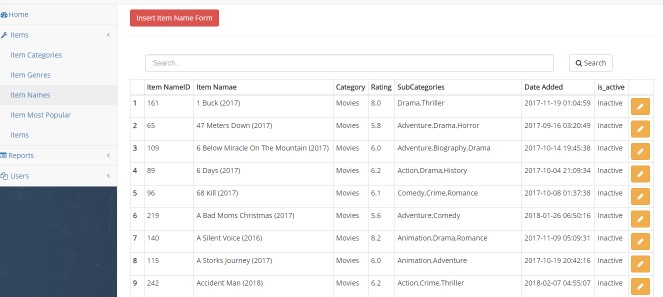 Home
Items
Item Categories
Item Genres
Item Names
Item Most Popular
Items
Reports
Users
Insert Item Name Form
Search..
Search
Item NameID Item Namae Category Rating SubCategories Date Added is_active
1 161 1 Buck (2017) Movies 8.0 Drama,Thriller 2017-11-19 01:04:59 Inactive
2 65 47 Meters Down (2017) Movies 5.8 Adventure,Drama,Horror 2017-09-16 03:20:49 Inactive
3 109 6 Below Miracle On The Mountain (2017) Movies 6.0 Adventure,Biography,Drama 2017-10-14 19:45:38 Inactive
4 89 6 Days (2017) Movies 6.2 Action,Drama,History 2017-10-04 21:09:34 Inactive
5 96 68 Kill (2017) Movies 6.1 Comedy,Crime,Romance 2017-10-08 01:37:38 Inactive
6 219 A Bad Moms Christmas (2017) Movies 5.6 Adventure,Comedy 2018-01-26 06:50:16 Inactive
7 140 A Silent Voice (2016) Movies 8.2 Animation,Drama,Romance 2017-11-09 05:09:31 Inactive
8 115 A Storks Journey (2017) Movies 6.0 Animation,Adventure 2017-10-19 20:42:16 Inactive
9 242 Accident Man (2018) Movies 6.2 Action,Crime,Thriller 2018-02-07 04:55:07 Inactive